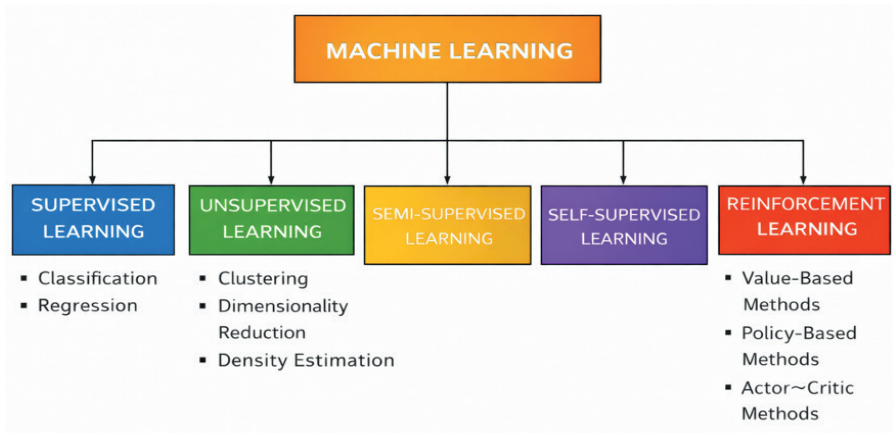 MACHINE LEARNING
SUPERVISED
LEARNING
▪ Classification
▪ Regression
UNSUPERVISED
LEARNING
▪ Clustering
▪ Dimensionality
Reduction
▪ Density Estimation
SEMI-SUPERVISED
LEARNING
SELF-SUPERVISED
LEARNING
REINFORCEMENT
LEARNING
▪ Value-Based
Methods
▪ Policy-Based
Methods
▪ Actor~Critic
Methods